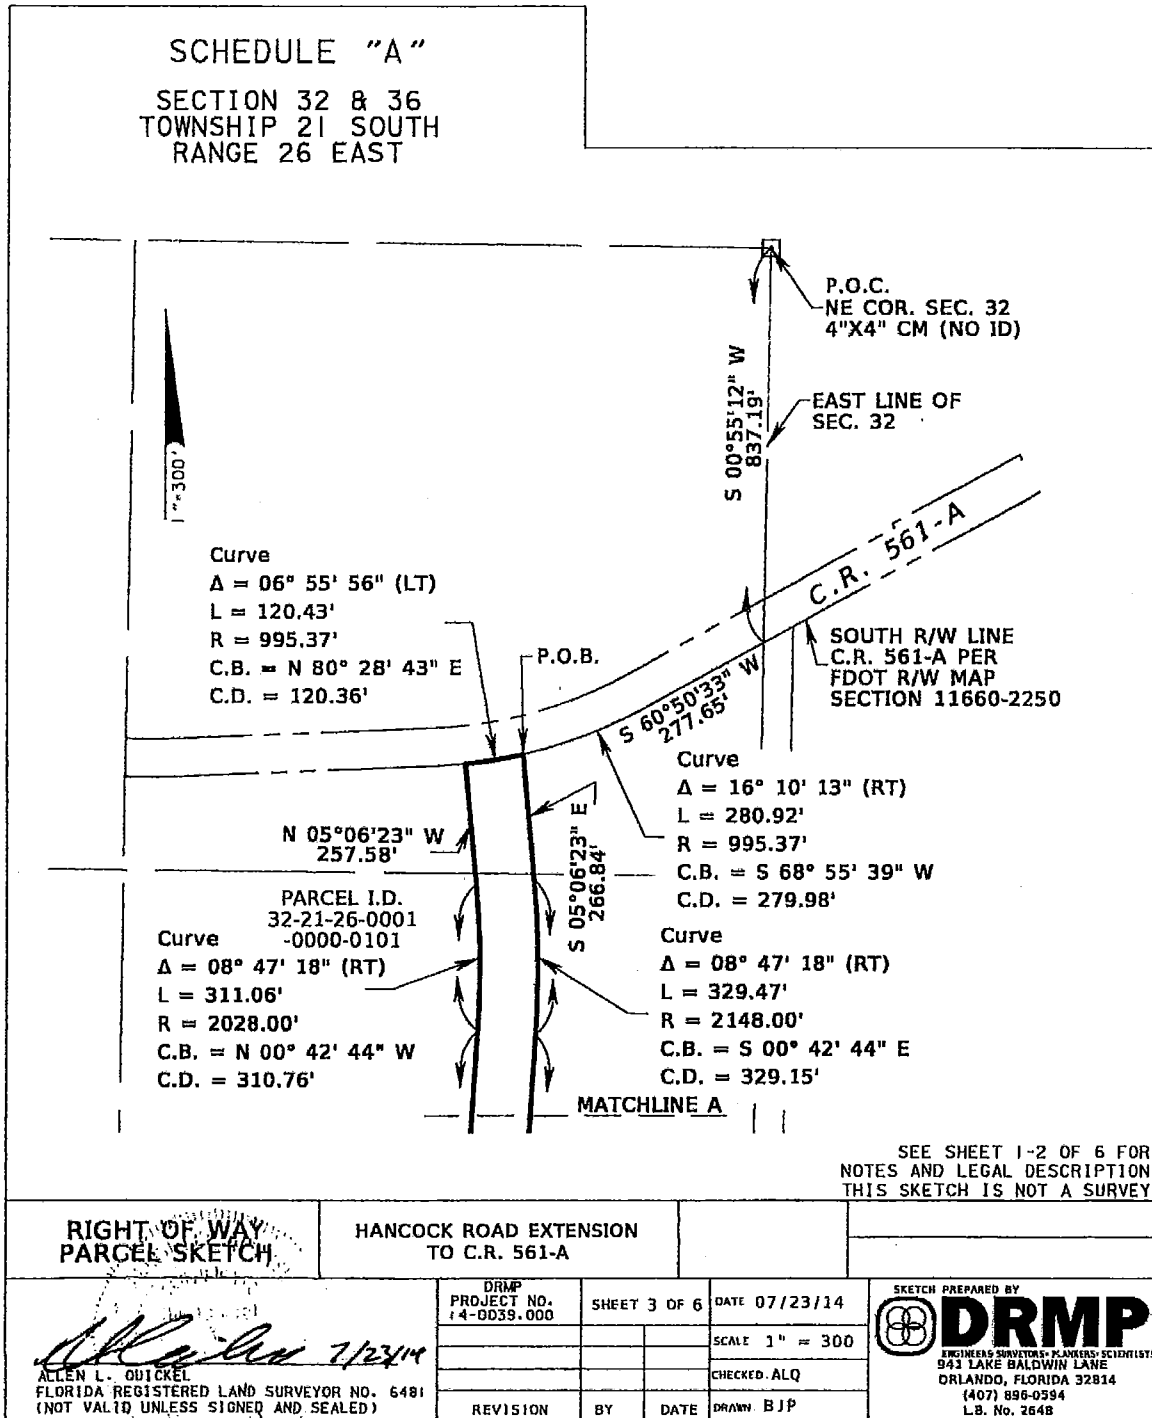 SCHEDULE "A"
SECTION 32 & 36
TOWNSHIP 21 SOUTH
RANGE 26 EAST
P.O.C.
NE COR. SEC. 32
4"X4" CM (NO ID)
S 00°55'12" W
837.19'
EAST LINE OF
SEC. 32
1"=300'
C.R. 561-A
Curve
Δ = 06° 55' 56" (LT)
L = 120.43'
R = 995.37'
C.B. = N 80° 28' 43" E
C.D. = 120.36'
P.O.B.
S 60°50'33" W
277.65'
SOUTH R/W LINE
C.R. 561-A PER
FDOT R/W MAP
SECTION 11660-2250
Curve
Δ = 16° 10' 13" (RT)
L = 280.92'
R = 995.37'
C.B. = S 68° 55' 39" W
C.D. = 279.98'
N 05°06'23" W
257.58'
S 05°06'23" E
266.84'
PARCEL I.D.
32-21-26-0001
-0000-0101
Curve
Δ = 08° 47' 18" (RT)
L = 311.06'
R = 2028.00'
C.B. = N 00° 42' 44" W
C.D. = 310.76'
Curve
Δ = 08° 47' 18" (RT)
L = 329.47'
R = 2148.00'
C.B. = S 00° 42' 44" E
C.D. = 329.15'
MATCHLINE A
SEE SHEET 1-2 OF 6 FOR
NOTES AND LEGAL DESCRIPTION
THIS SKETCH IS NOT A SURVEY
RIGHT OF WAY
PARCEL SKETCH
HANCOCK ROAD EXTENSION
TO C.R. 561-A
7/23/14
ALLEN L. QUICKEL
FLORIDA REGISTERED LAND SURVEYOR NO. 6481
(NOT VALID UNLESS SIGNED AND SEALED)
DRMP
PROJECT NO.
14-0039.000
SHEET 3 OF 6
DATE 07/23/14
SCALE 1" = 300
CHECKED ALQ
REVISION
BY
DATE
DRAWN BJP
SKETCH PREPARED BY
DRMP
ENGINEERS·SURVEYORS·PLANNERS·SCIENTISTS
941 LAKE BALDWIN LANE
ORLANDO, FLORIDA 32814
(407) 896-0594
L.B. No. 2648